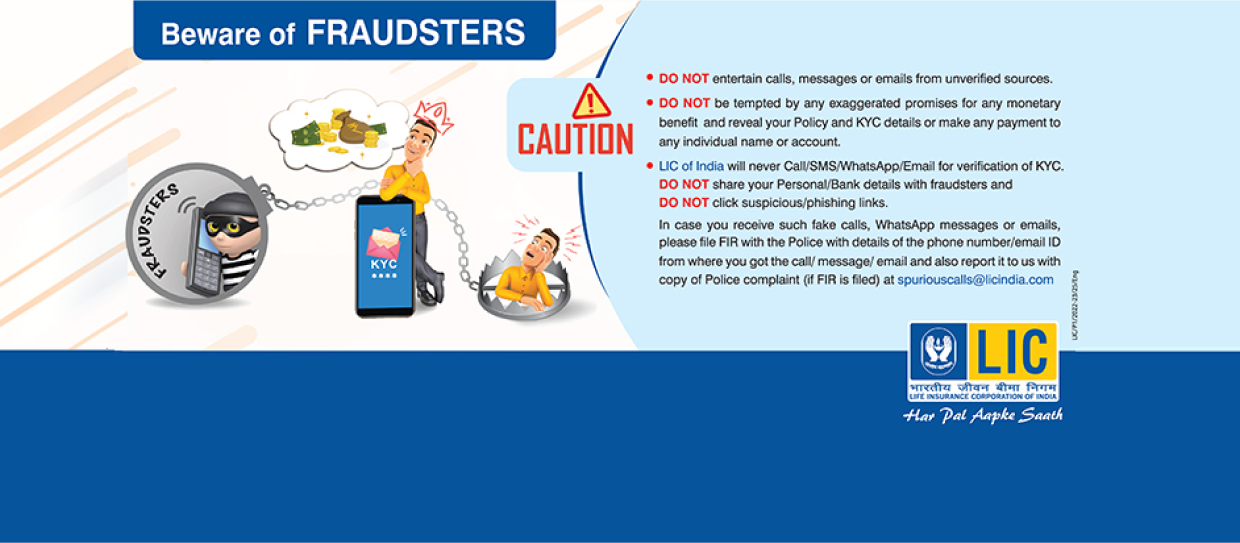 Beware of FRAUDSTERS
FRAUDSTERS
KYC
CAUTION
• DO NOT entertain calls, messages or emails from unverified sources.
• DO NOT be tempted by any exaggerated promises for any monetary
benefit and reveal your Policy and KYC details or make any payment to
any individual name or account.
• LIC of India will never Call/SMS/WhatsApp/Email for verification of KYC.
DO NOT share your Personal/Bank details with fraudsters and
DO NOT click suspicious/phishing links.
In case you receive such fake calls, WhatsApp messages or emails,
please file FIR with the Police with details of the phone number/email ID
from where you got the call/ message/ email and also report it to us with
copy of Police complaint (if FIR is filed) at spuriouscalls@licindia.com
LIC/P1/2022-23/25/Eng
LIC
भारतीय जीवन बीमा निगम
LIFE INSURANCE CORPORATION OF INDIA
Har Pal Aapke Saath